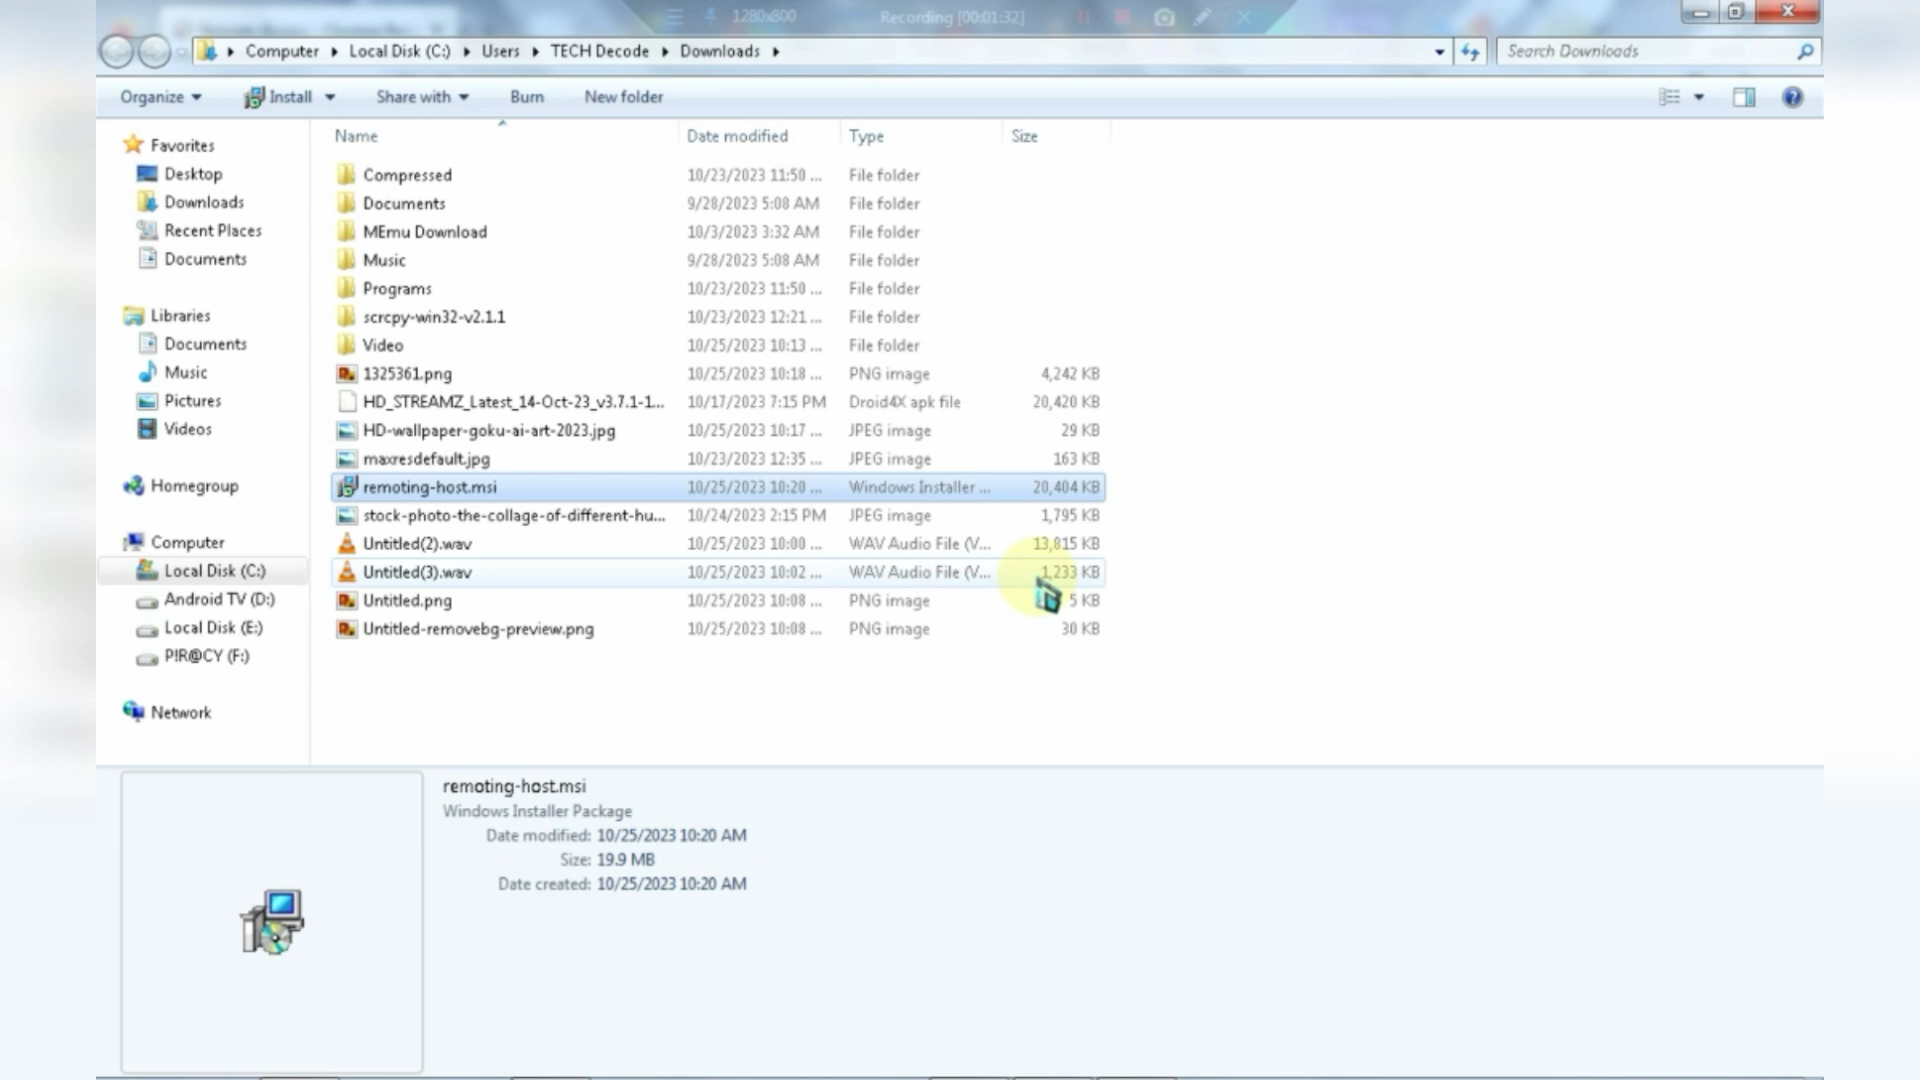 1280x800 Recording [00:01:32]
Computer Local Disk (C:) Users TECH Decode Downloads Search Downloads
Organize Install Share with Burn New folder
Name Date modified Type Size
Favorites
Desktop
Downloads
Recent Places
Documents
Libraries
Documents
Music
Pictures
Videos
Homegroup
Computer
Local Disk (C:)
Android TV (D:)
Local Disk (E:)
P!R@CY (F:)
Network
Compressed 10/23/2023 11:50 ... File folder
Documents 9/28/2023 5:08 AM File folder
MEmu Download 10/3/2023 3:32 AM File folder
Music 9/28/2023 5:08 AM File folder
Programs 10/23/2023 11:50 ... File folder
scrcpy-win32-v2.1.1 10/23/2023 12:21 ... File folder
Video 10/25/2023 10:13 ... File folder
1325361.png 10/25/2023 10:18 ... PNG image 4,242 KB
HD_STREAMZ_Latest_14-Oct-23_v3.7.1-1... 10/17/2023 7:15 PM Droid4X apk file 20,420 KB
HD-wallpaper-goku-ai-art-2023.jpg 10/25/2023 10:17 ... JPEG image 29 KB
maxresdefault.jpg 10/23/2023 12:35 ... JPEG image 163 KB
remoting-host.msi 10/25/2023 10:20 ... Windows Installer ... 20,404 KB
stock-photo-the-collage-of-different-hu... 10/24/2023 2:15 PM JPEG image 1,795 KB
Untitled(2).wav 10/25/2023 10:00 ... WAV Audio File (V... 13,815 KB
Untitled(3).wav 10/25/2023 10:02 ... WAV Audio File (V... 1,233 KB
Untitled.png 10/25/2023 10:08 ... PNG image 5 KB
Untitled-removebg-preview.png 10/25/2023 10:08 ... PNG image 30 KB
remoting-host.msi
Windows Installer Package
Date modified: 10/25/2023 10:20 AM
Size: 19.9 MB
Date created: 10/25/2023 10:20 AM